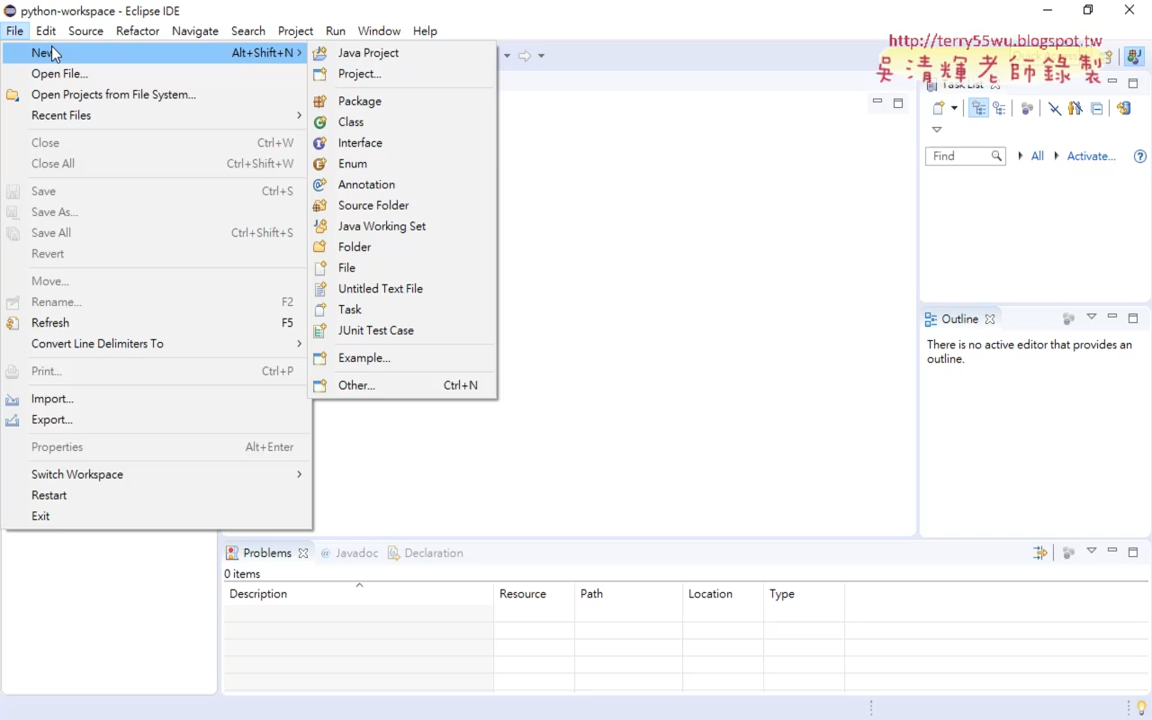 python-workspace - Eclipse IDE
File Edit Source Refactor Navigate Search Project Run Window Help
http://terry55wu.blogspot.tw
吳清輝老師錄製
New Alt+Shift+N
Open File...
Open Projects from File System...
Recent Files
Close Ctrl+W
Close All Ctrl+Shift+W
Save Ctrl+S
Save As...
Save All Ctrl+Shift+S
Revert
Move...
Rename... F2
Refresh F5
Convert Line Delimiters To
Print... Ctrl+P
Import...
Export...
Properties Alt+Enter
Switch Workspace
Restart
Exit
Java Project
Project...
Package
Class
Interface
Enum
Annotation
Source Folder
Java Working Set
Folder
File
Untitled Text File
Task
JUnit Test Case
Example...
Other... Ctrl+N
Task List
Find All Activate...
Outline
There is no active editor that provides an
outline.
Problems Javadoc Declaration
0 items
Description Resource Path Location Type